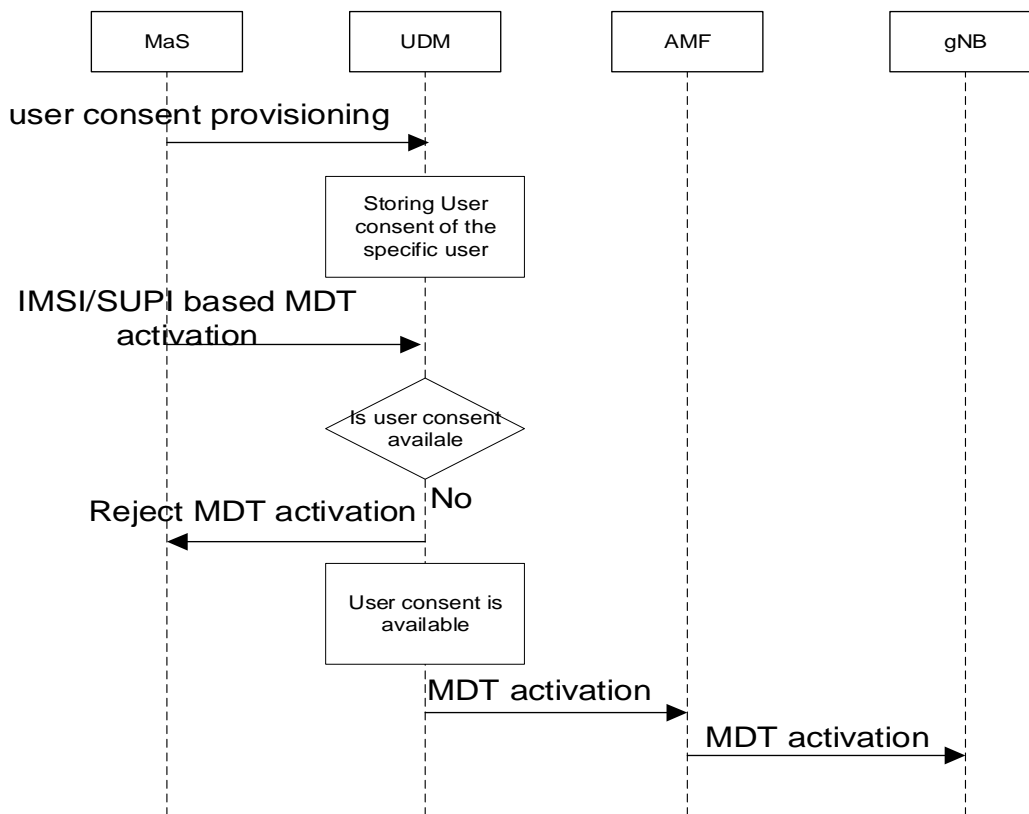 MaS
UDM
AMF
gNB
user consent provisioning
Storing User
consent of the
specific user
IMSI/SUPI based MDT
activation
Is user consent
availale
No
Reject MDT activation
User consent is
available
MDT activation
MDT activation